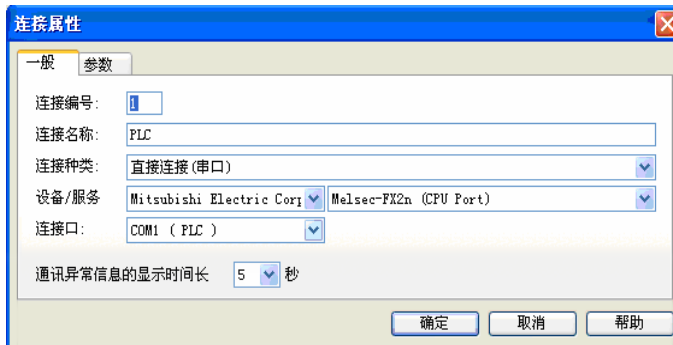 连接属性
一般 参数
连接编号: 1
连接名称: PLC
连接种类: 直接连接(串口)
设备/服务 Mitsubishi Electric Corp Melsec-FX2n (CPU Port)
连接口: COM1 ( PLC )
通讯异常信息的显示时间长 5 秒
确定 取消 帮助